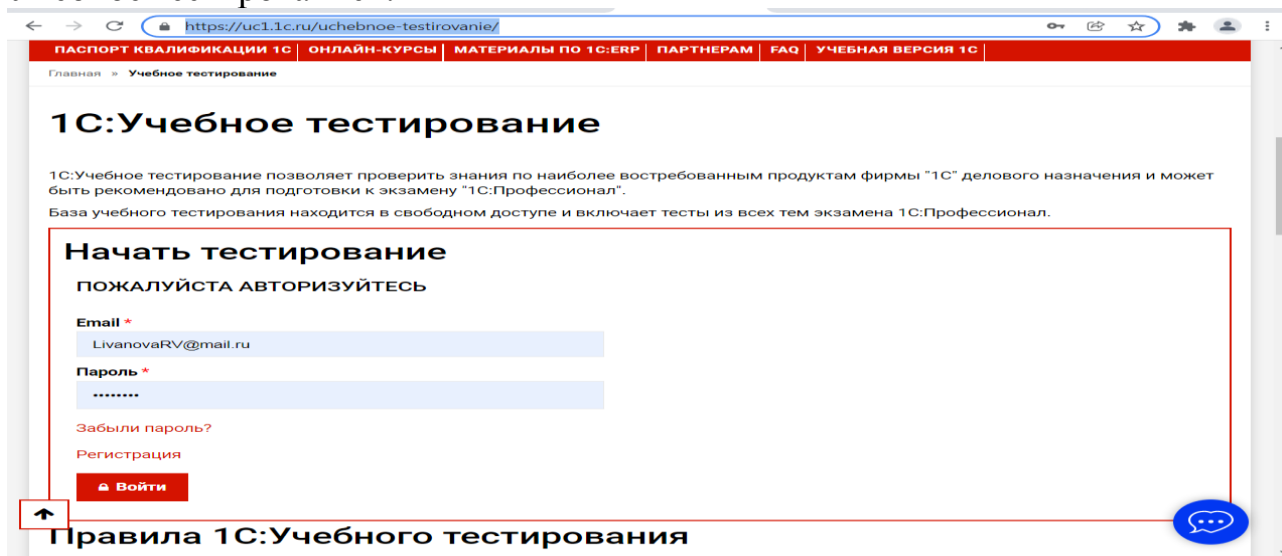 https://uc1.1c.ru/uchebnoe-testirovanie/
ПАСПОРТ КВАЛИФИКАЦИИ 1С | ОНЛАЙН-КУРСЫ | МАТЕРИАЛЫ ПО 1С:ERP | ПАРТНЕРАМ | FAQ | УЧЕБНАЯ ВЕРСИЯ 1С |
Главная » Учебное тестирование
1С:Учебное тестирование
1С:Учебное тестирование позволяет проверить знания по наиболее востребованным продуктам фирмы "1С" делового назначения и может
быть рекомендовано для подготовки к экзамену "1С:Профессионал".
База учебного тестирования находится в свободном доступе и включает тесты из всех тем экзамена 1С:Профессионал.
Начать тестирование
ПОЖАЛУЙСТА АВТОРИЗУЙТЕСЬ
Email *
LivanovaRV@mail.ru
Пароль *
••••••••
Забыли пароль?
Регистрация
Войти
Правила 1С:Учебного тестирования